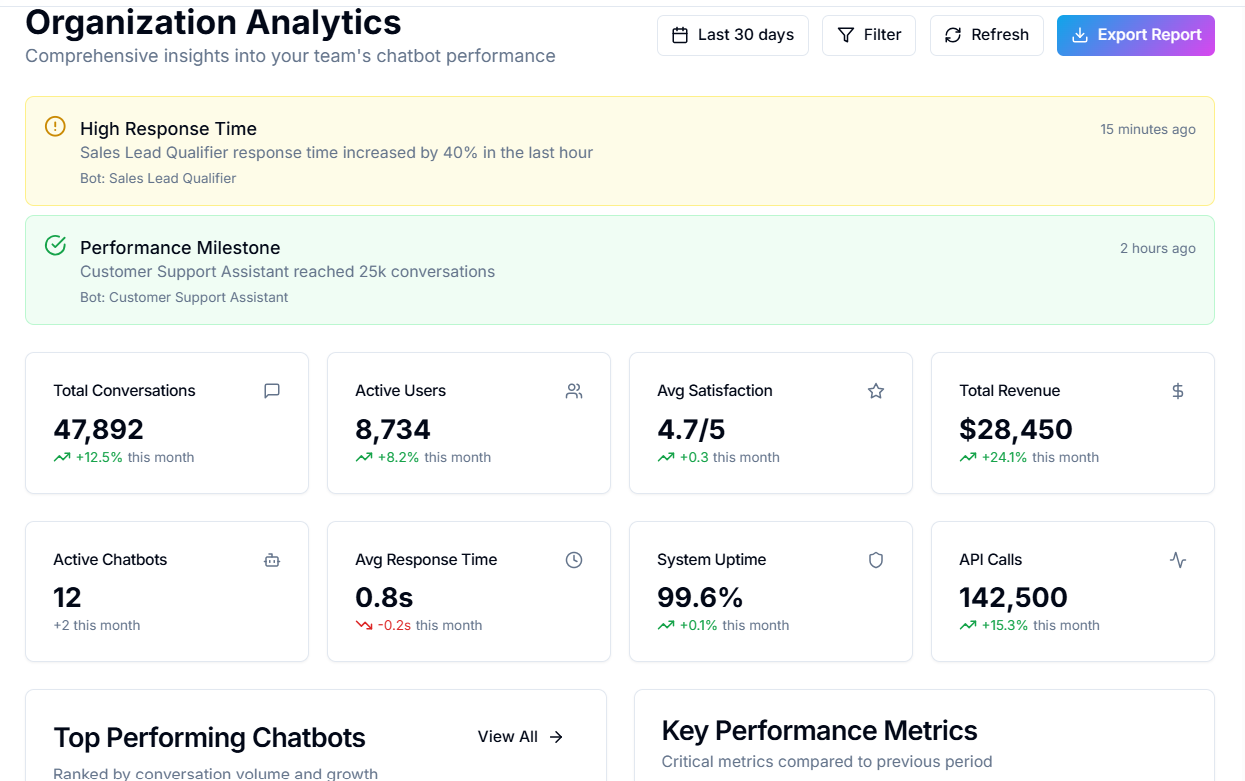 Organization Analytics
Comprehensive insights into your team's chatbot performance
Last 30 days
Filter
Refresh
Export Report
High Response Time
15 minutes ago
Sales Lead Qualifier response time increased by 40% in the last hour
Bot: Sales Lead Qualifier
Performance Milestone
2 hours ago
Customer Support Assistant reached 25k conversations
Bot: Customer Support Assistant
Total Conversations
47,892
+12.5% this month
Active Users
8,734
+8.2% this month
Avg Satisfaction
4.7/5
+0.3 this month
Total Revenue
$28,450
+24.1% this month
Active Chatbots
12
+2 this month
Avg Response Time
0.8s
-0.2s this month
System Uptime
99.6%
+0.1% this month
API Calls
142,500
+15.3% this month
Top Performing Chatbots
View All
Ranked by conversation volume and growth
Key Performance Metrics
Critical metrics compared to previous period